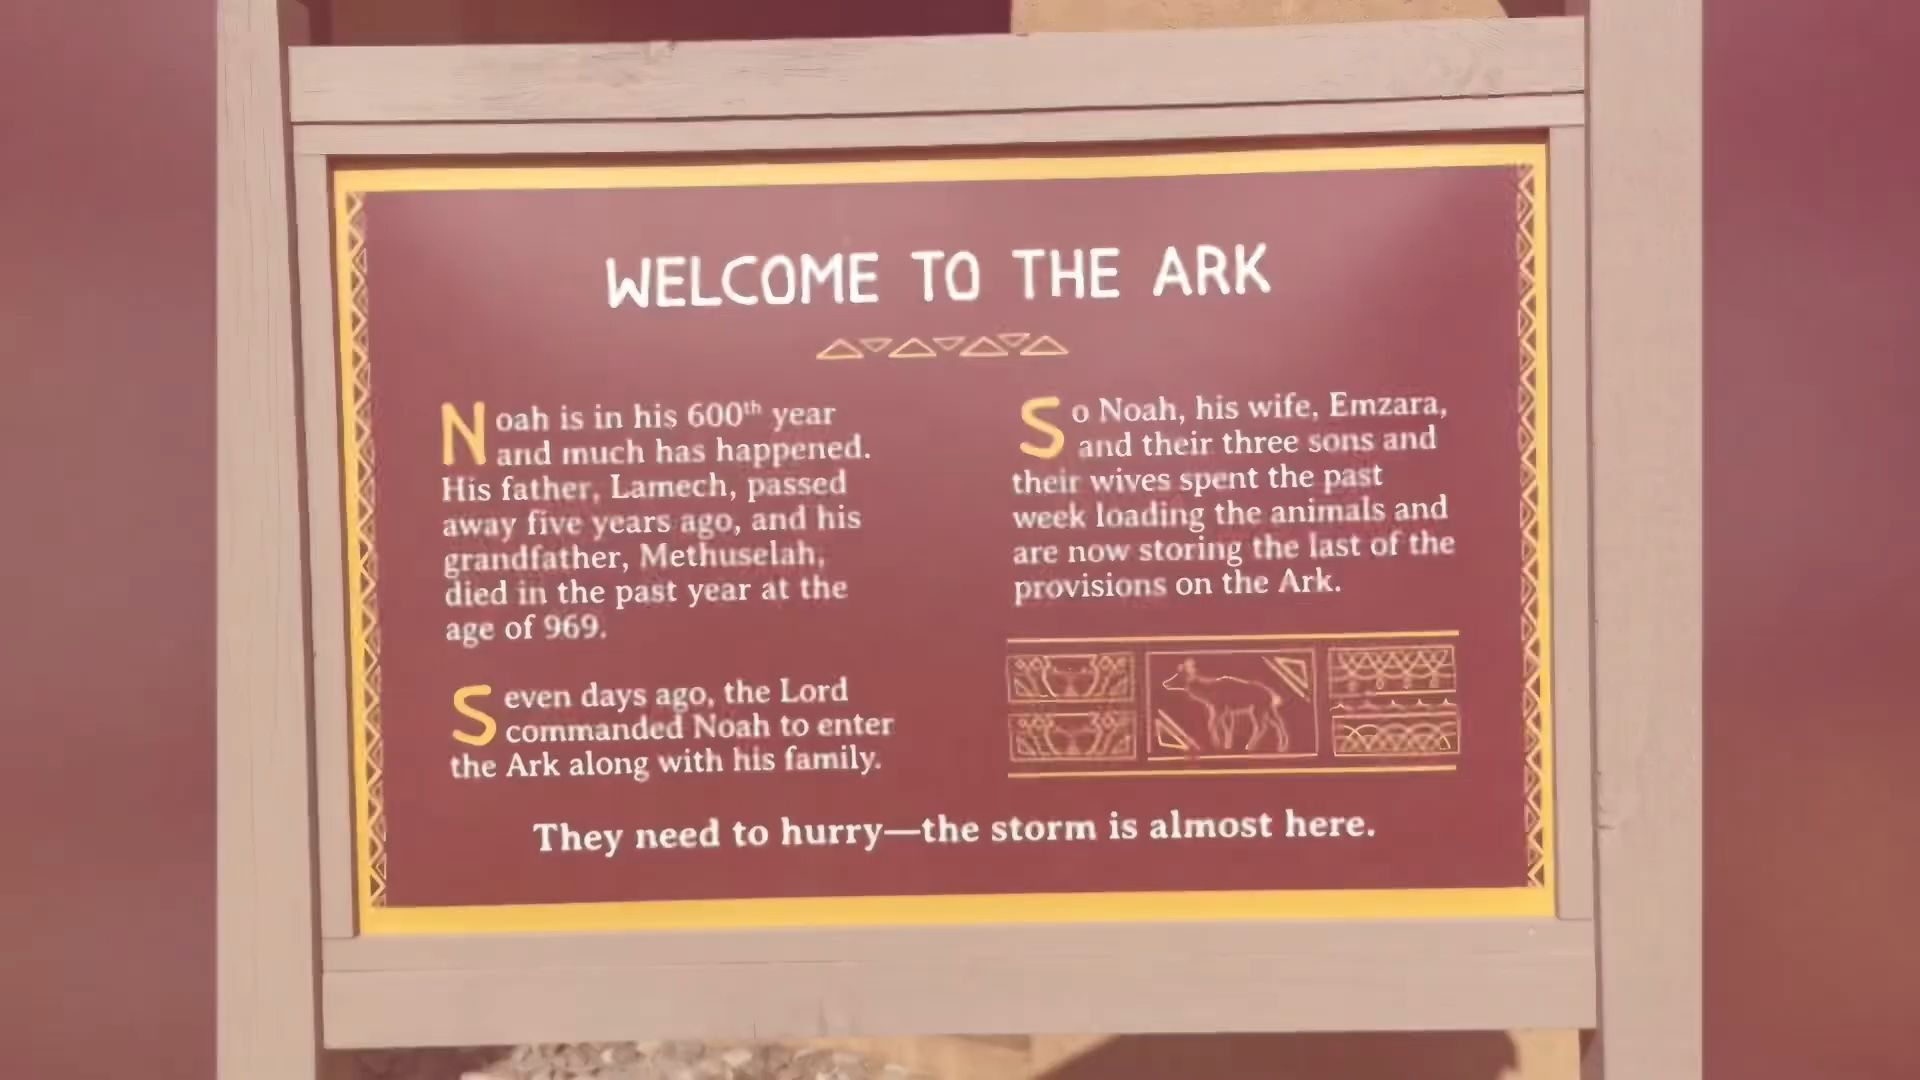 WELCOME TO THE ARK
Noah is in his 600th year
and much has happened.
His father, Lamech, passed
away five years ago, and his
grandfather, Methuselah,
died in the past year at the
age of 969.
Seven days ago, the Lord
commanded Noah to enter
the Ark along with his family.
So Noah, his wife, Emzara,
and their three sons and
their wives spent the past
week loading the animals and
are now storing the last of the
provisions on the Ark.
They need to hurry—the storm is almost here.